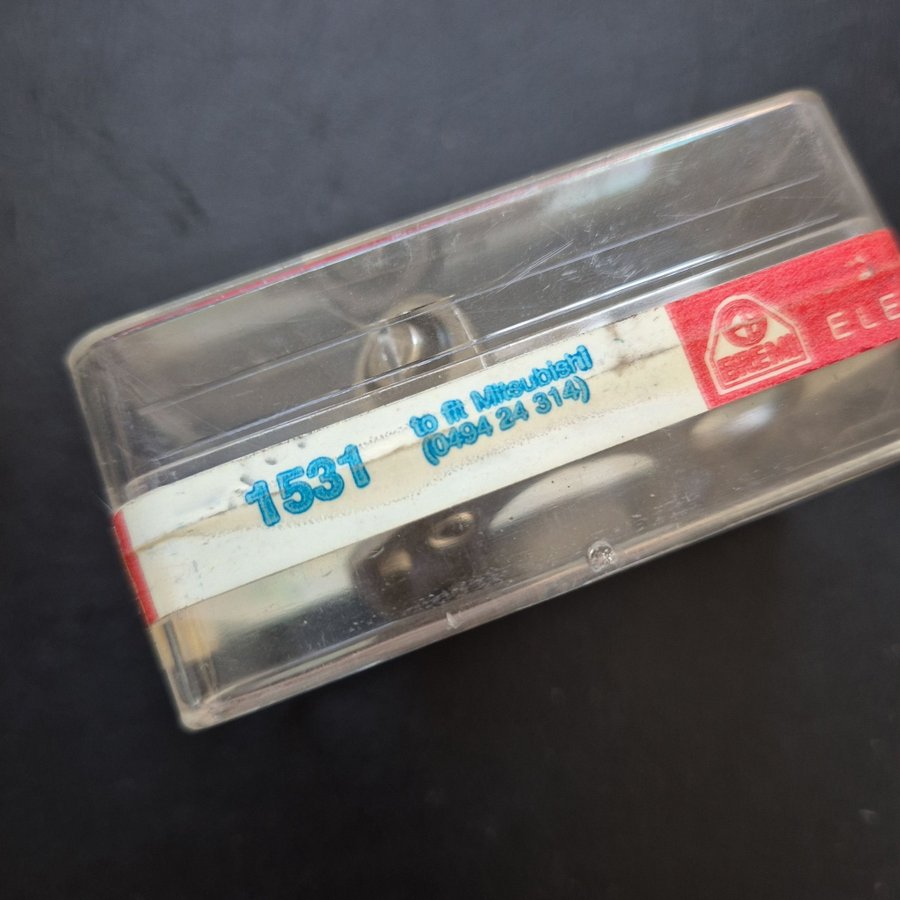 1531
to fit Mitsubishi
(0494 24 314)
ELE